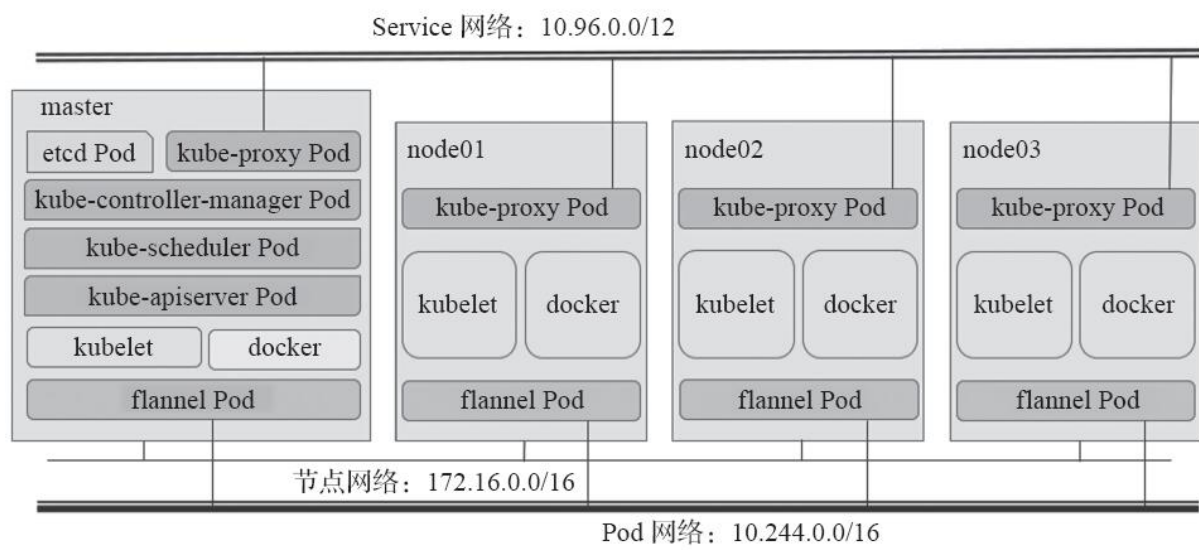 Service 网络：10.96.0.0/12
master
etcd Pod
kube-proxy Pod
kube-controller-manager Pod
kube-scheduler Pod
kube-apiserver Pod
kubelet
docker
flannel Pod
node01
kube-proxy Pod
kubelet
docker
flannel Pod
node02
kube-proxy Pod
kubelet
docker
flannel Pod
node03
kube-proxy Pod
kubelet
docker
flannel Pod
节点网络：172.16.0.0/16
Pod 网络：10.244.0.0/16